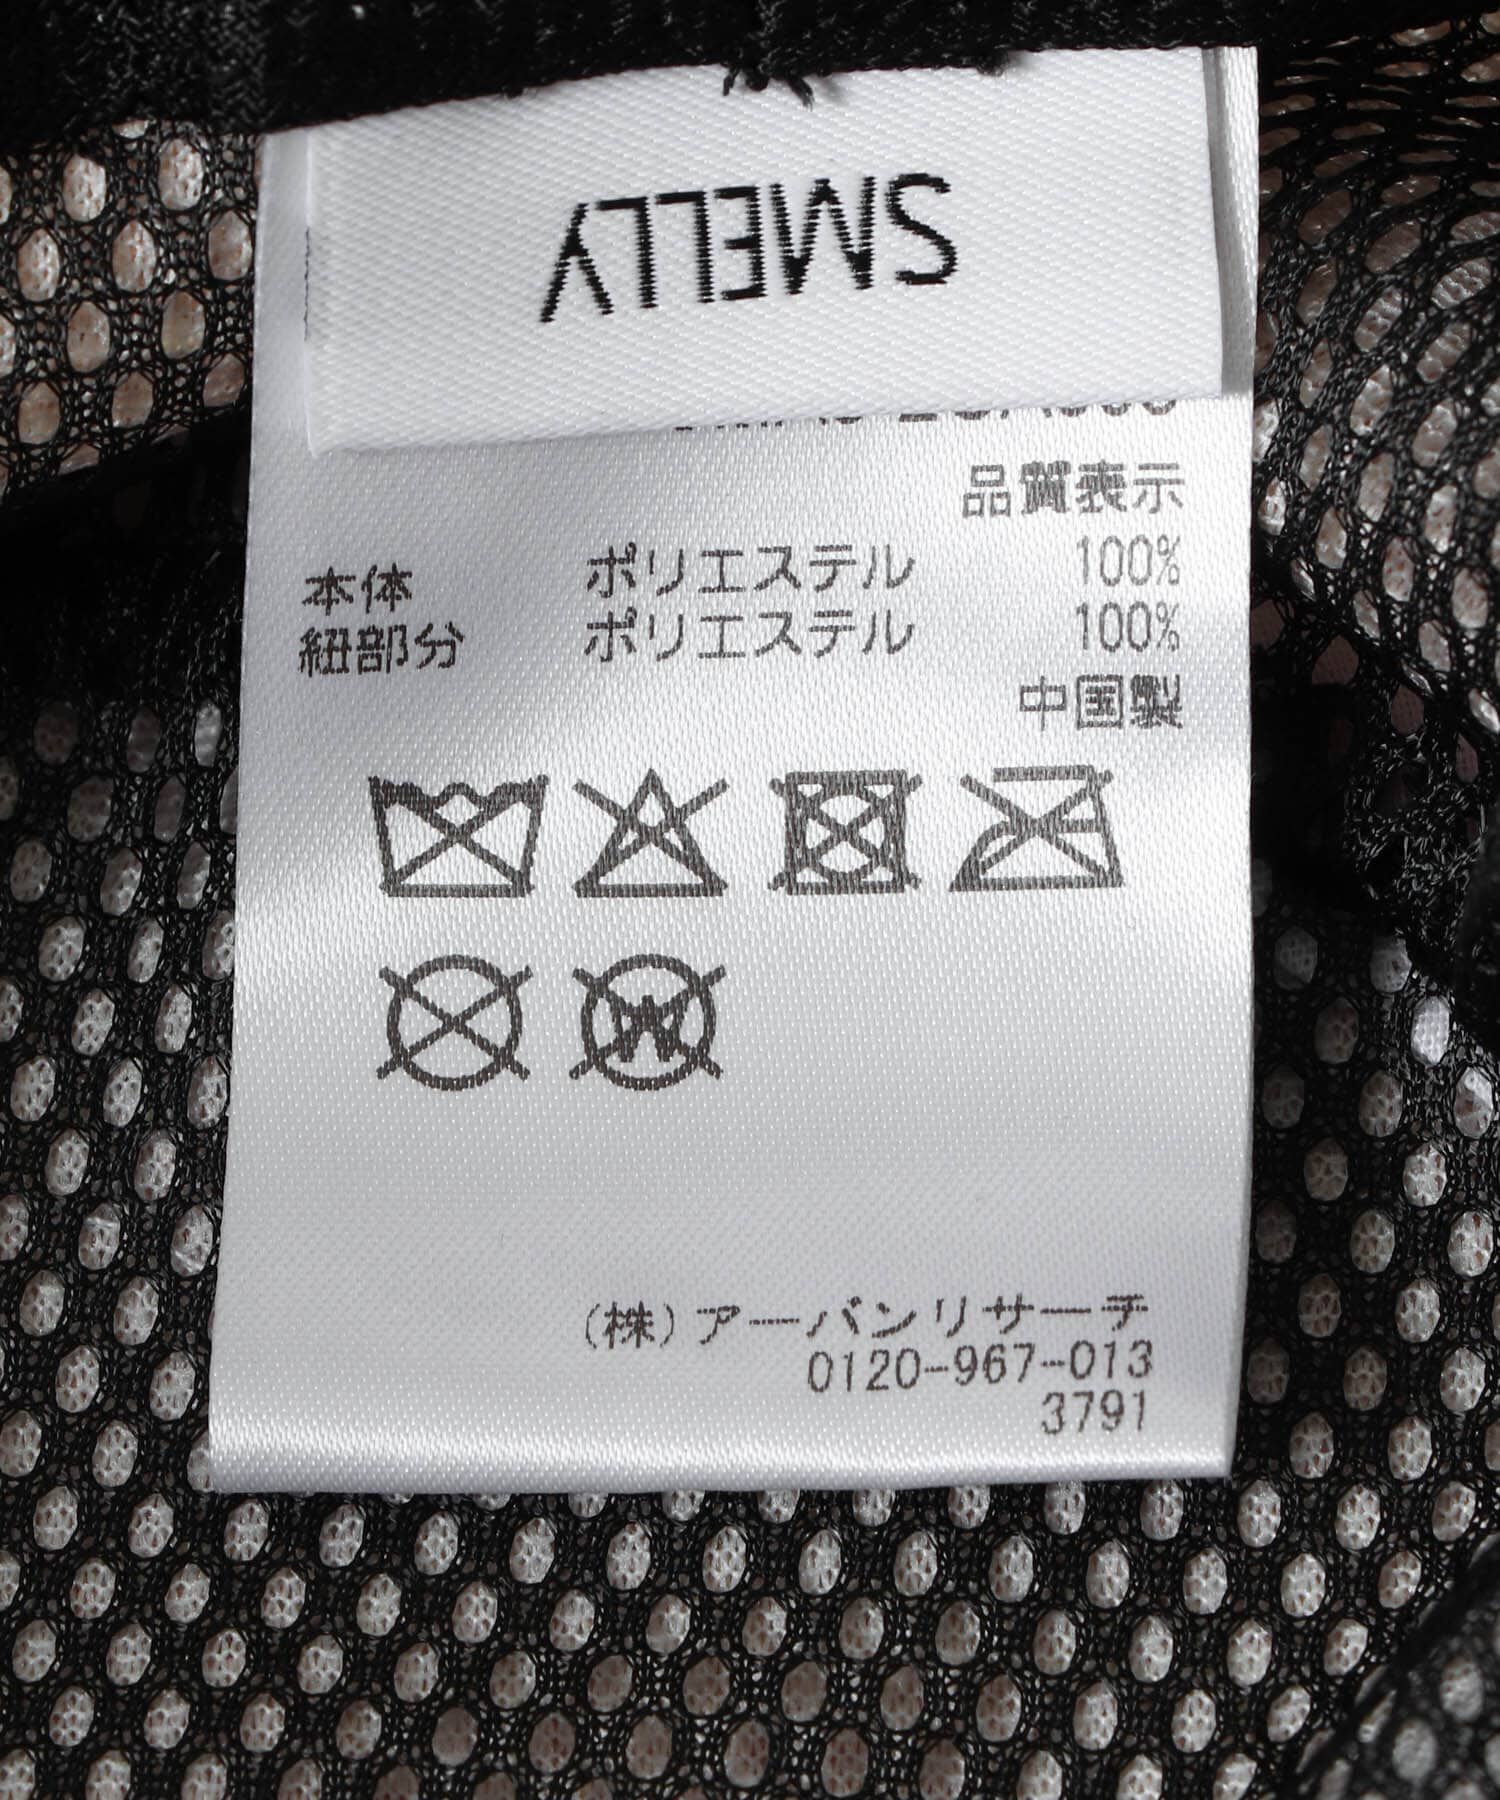 SMELLY
品質表示
本体 ポリエステル 100%
紐部分 ポリエステル 100%
中国製
(株)アーバンリサーチ
0120-967-013
3791